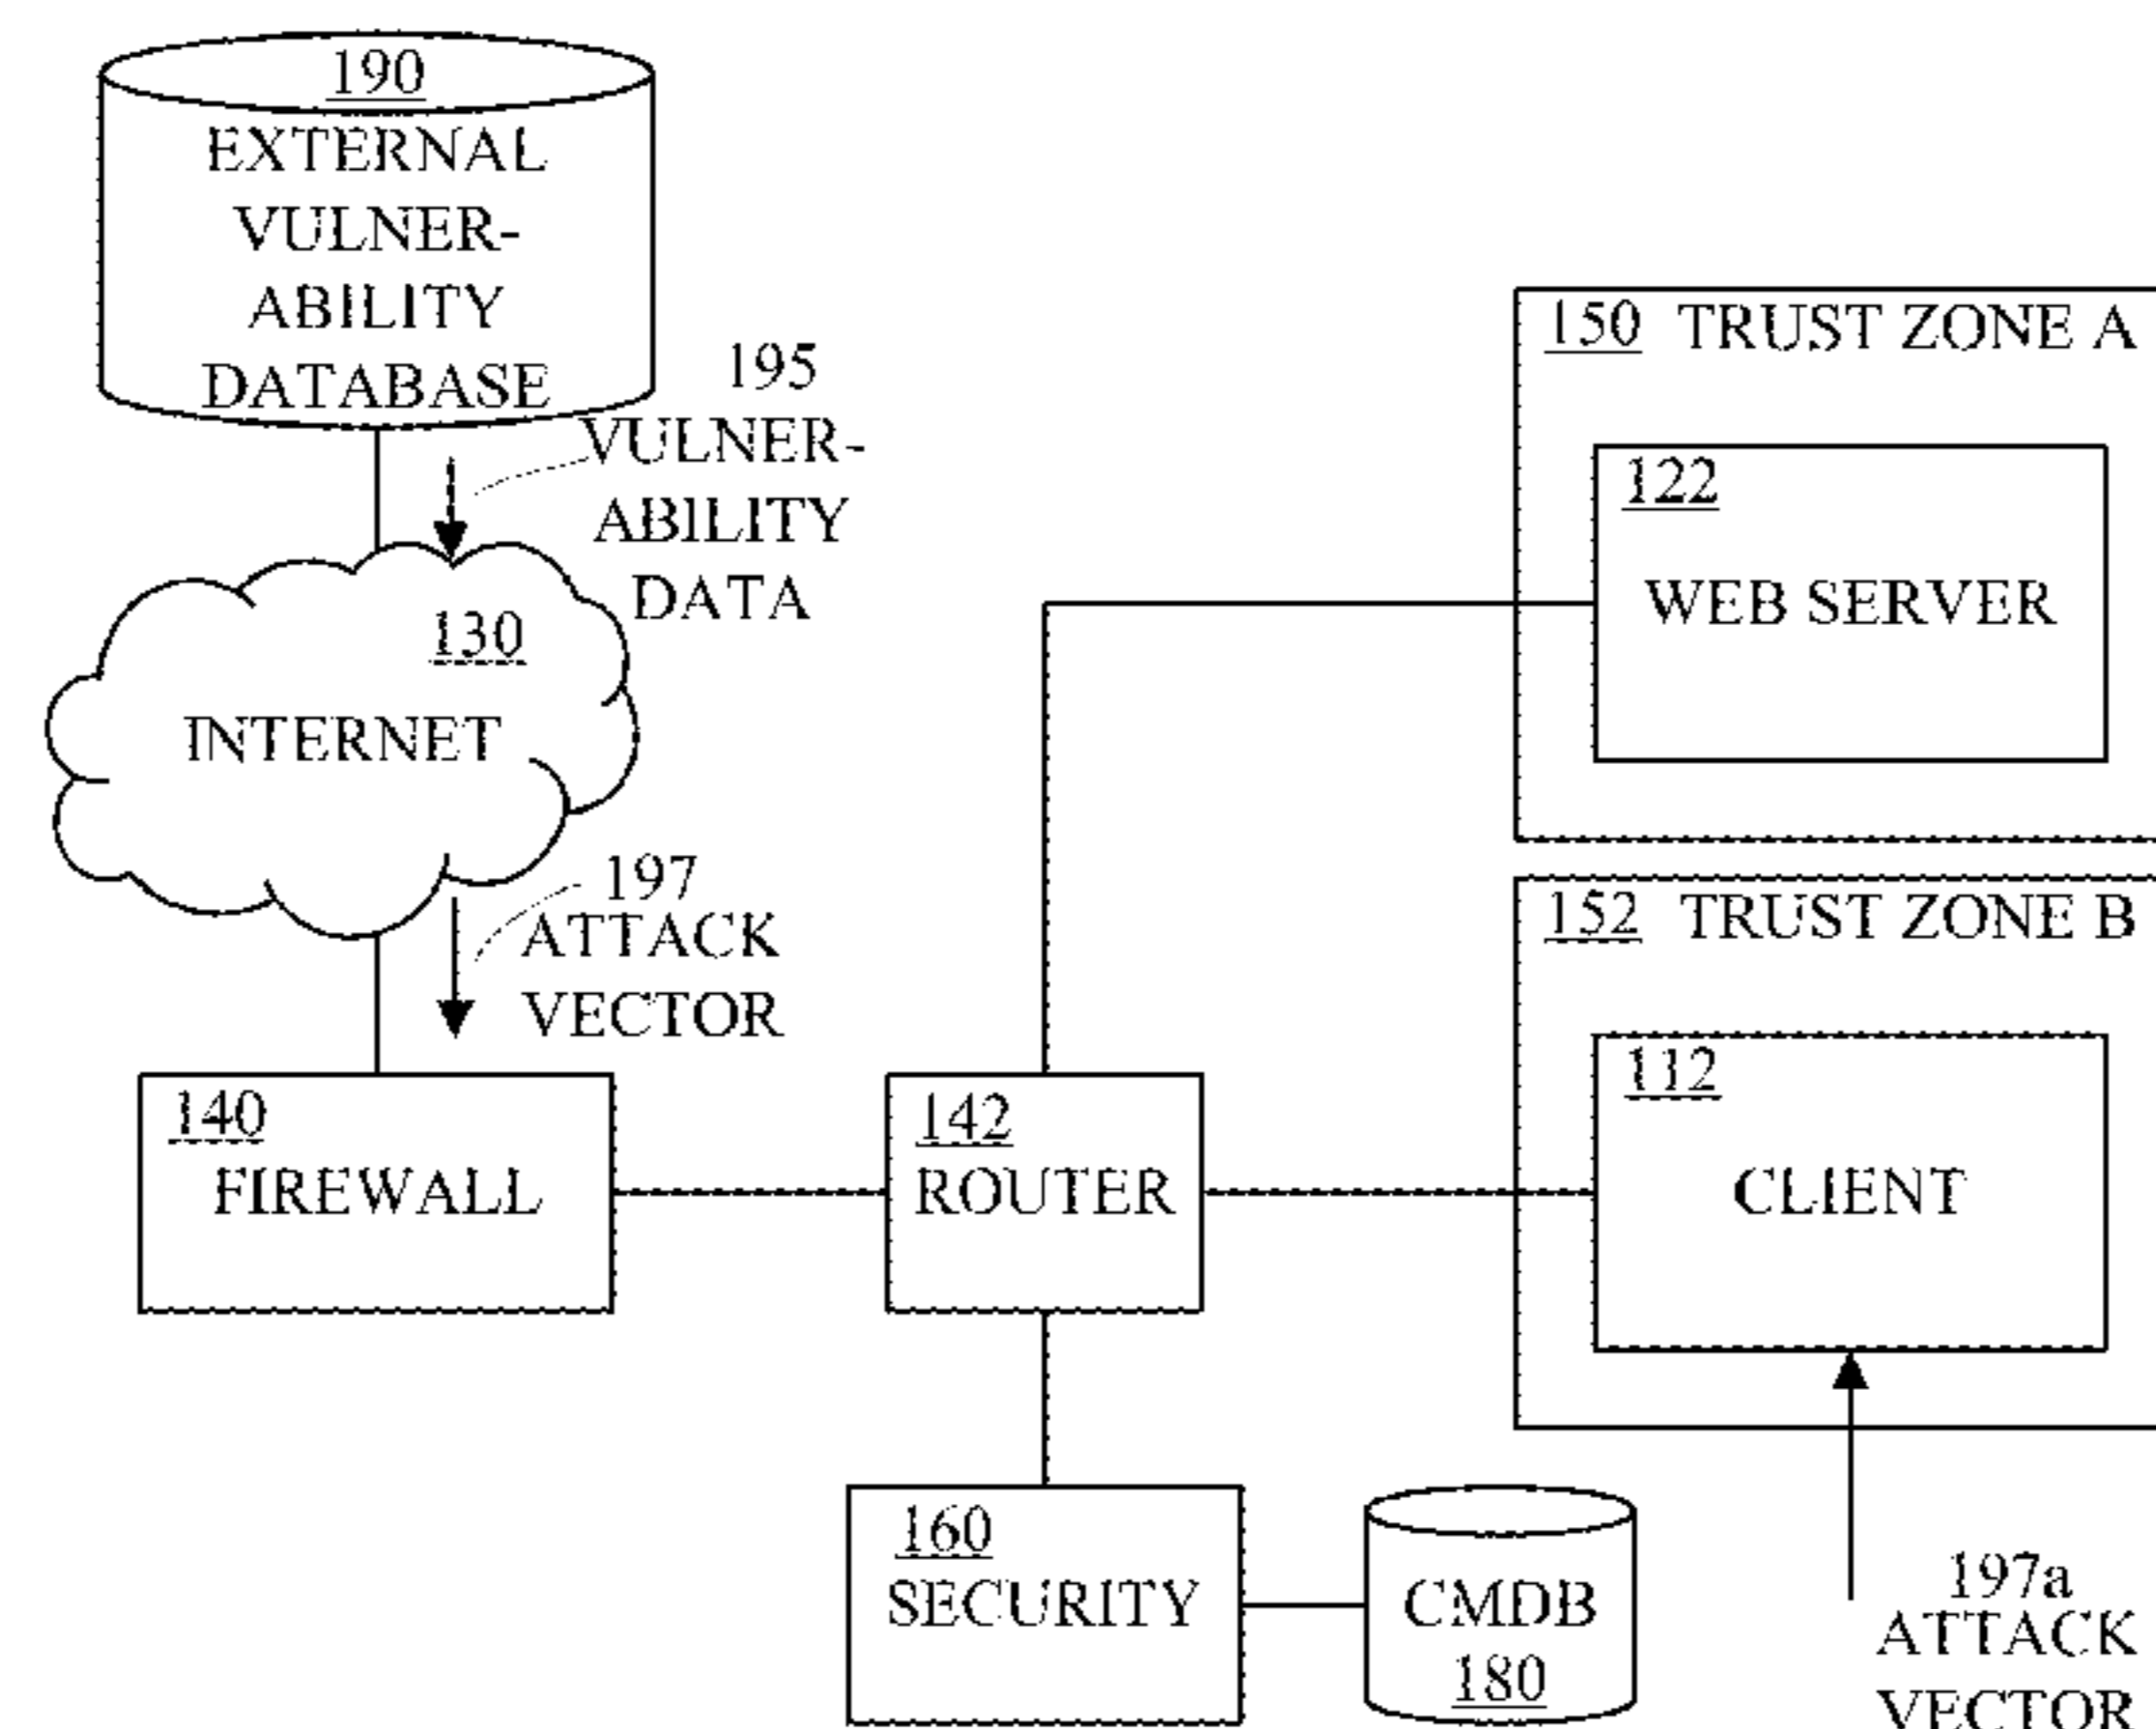 190
EXTERNAL
VULNER-
ABILITY
DATABASE
195
VULNER-
ABILITY
DATA
130
INTERNET
197
ATTACK
VECTOR
140
FIREWALL
142
ROUTER
150 TRUST ZONE A
122
WEB SERVER
152 TRUST ZONE B
112
CLIENT
160
SECURITY
CMDB
180
197a
ATTACK
VECTOR